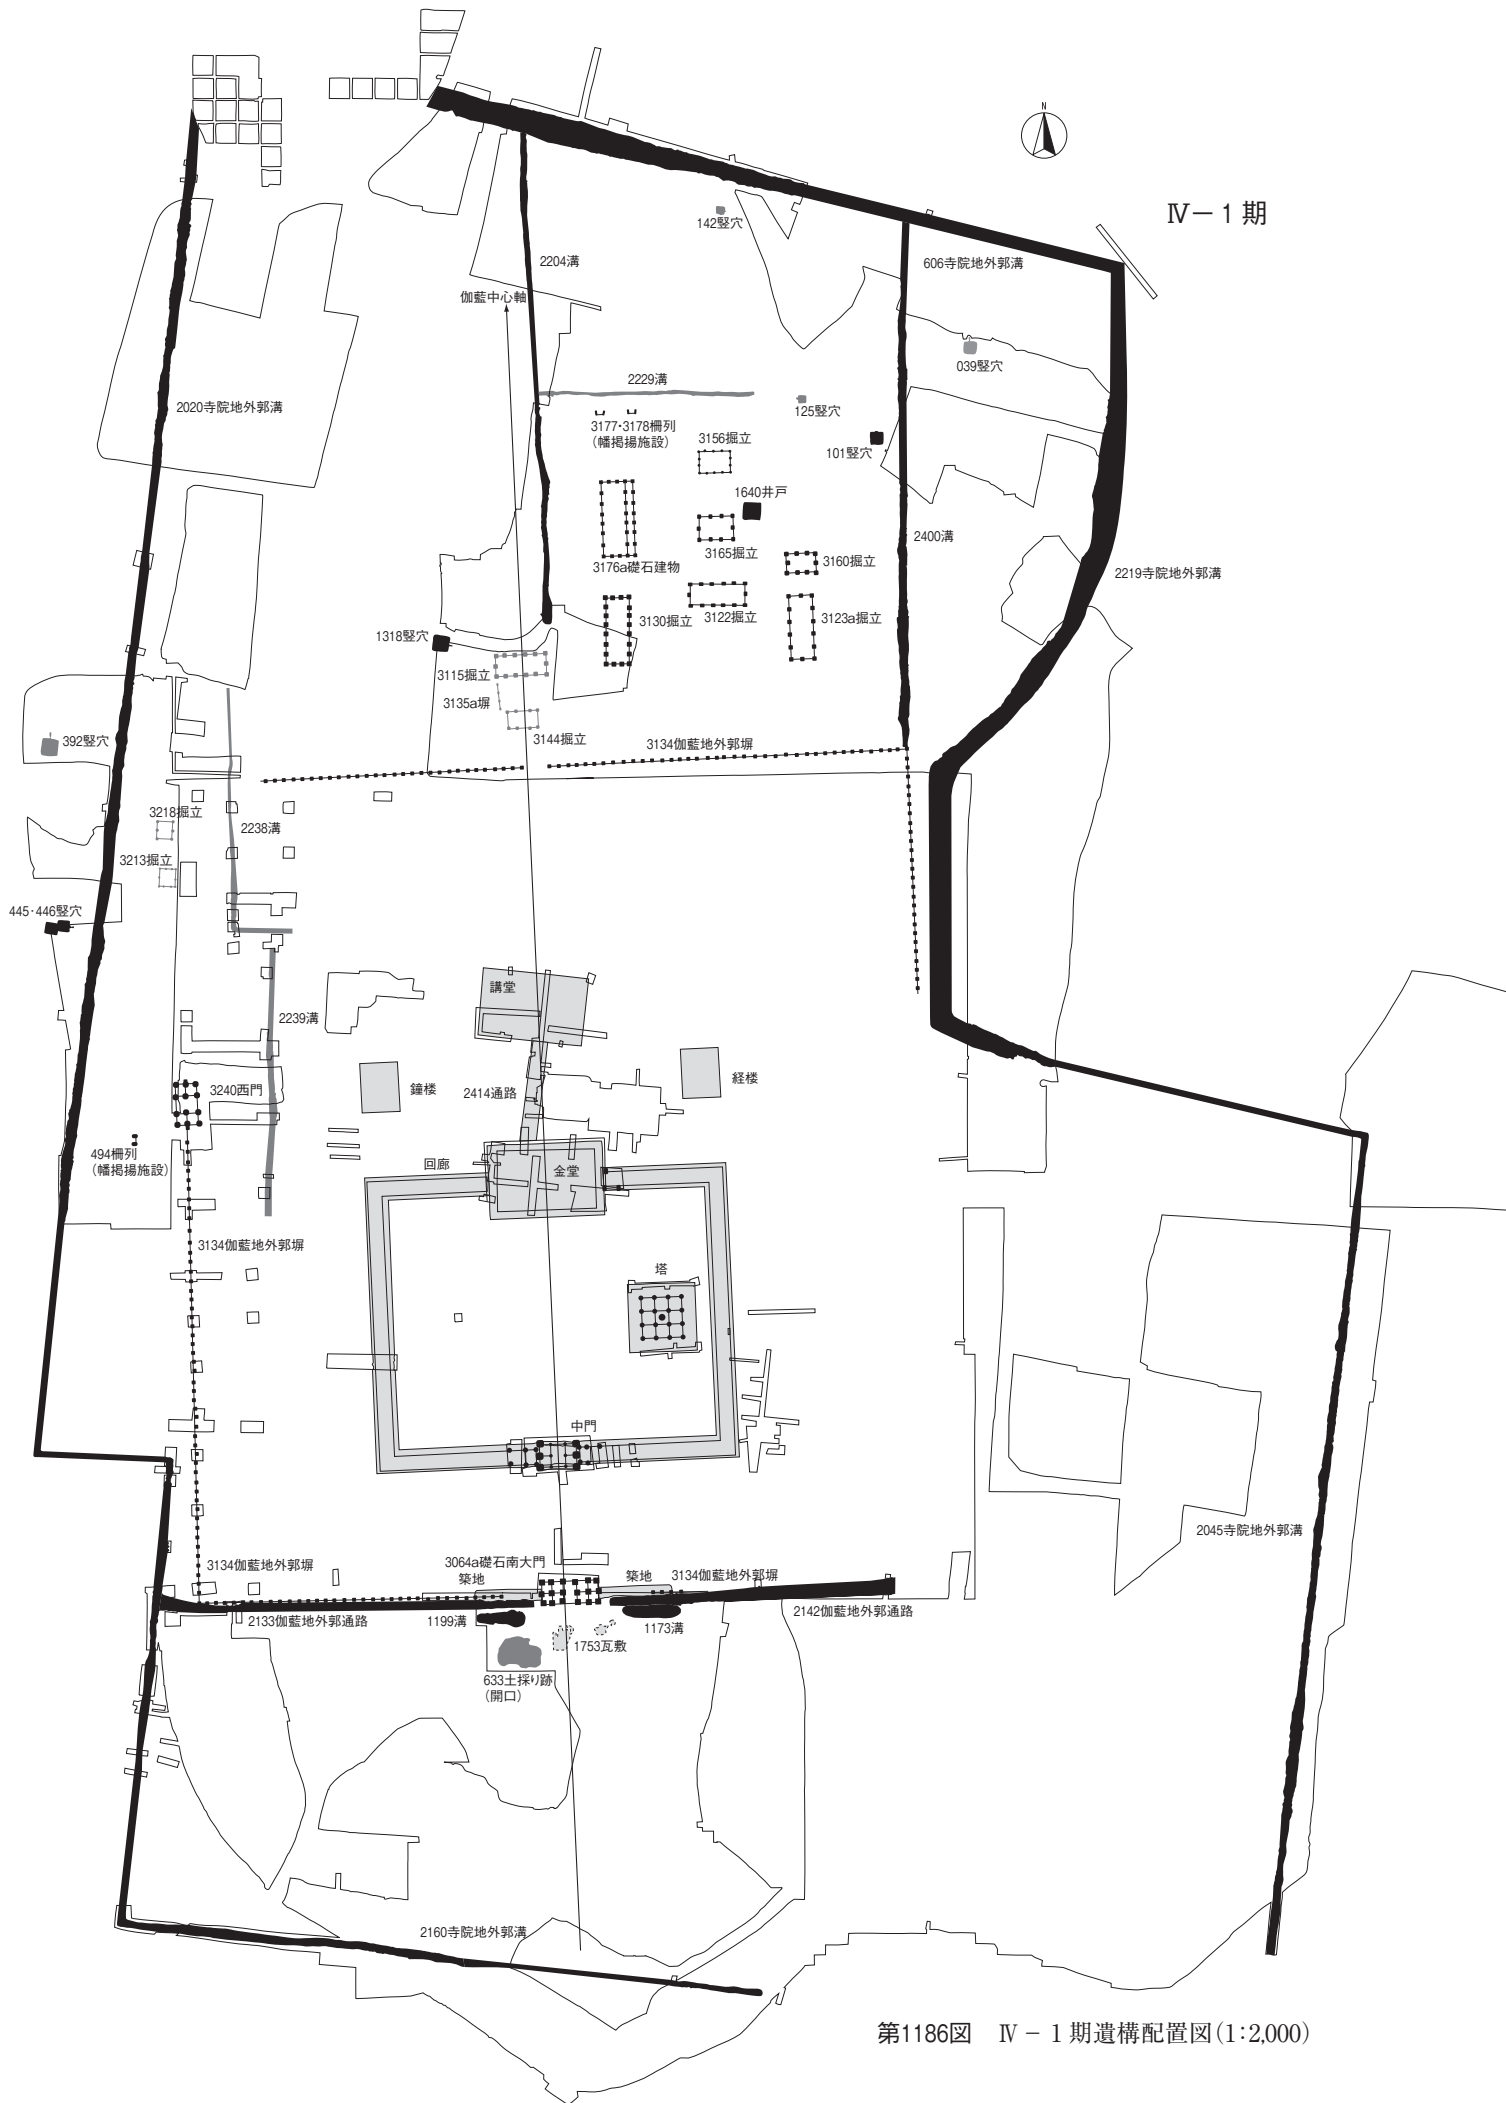 N
Ⅳ－1期
142竪穴
2204溝
606寺院地外郭溝
伽藍中心軸
039竪穴
2229溝
2020寺院地外郭溝
125竪穴
3177・3178柵列
(幡掲揚施設)
3156掘立
101竪穴
1640井戸
2400溝
3165掘立
3160掘立
3176a礎石建物
2219寺院地外郭溝
3130掘立
3122掘立
3123a掘立
1318竪穴
3115掘立
3135a塀
3144掘立
392竪穴
3134伽藍地外郭塀
3218掘立
2238溝
3213掘立
445・446竪穴
講堂
2239溝
3240西門
鐘楼
2414通路
経楼
494柵列
(幡掲揚施設)
回廊
金堂
3134伽藍地外郭塀
塔
中門
2045寺院地外郭溝
3134伽藍地外郭塀
3064a礎石南大門
築地
築地
3134伽藍地外郭塀
2133伽藍地外郭通路
1199溝
1173溝
2142伽藍地外郭通路
1753瓦敷
633土採り跡
(開口)
2160寺院地外郭溝
第1186図　Ⅳ－1期遺構配置図(1:2,000)